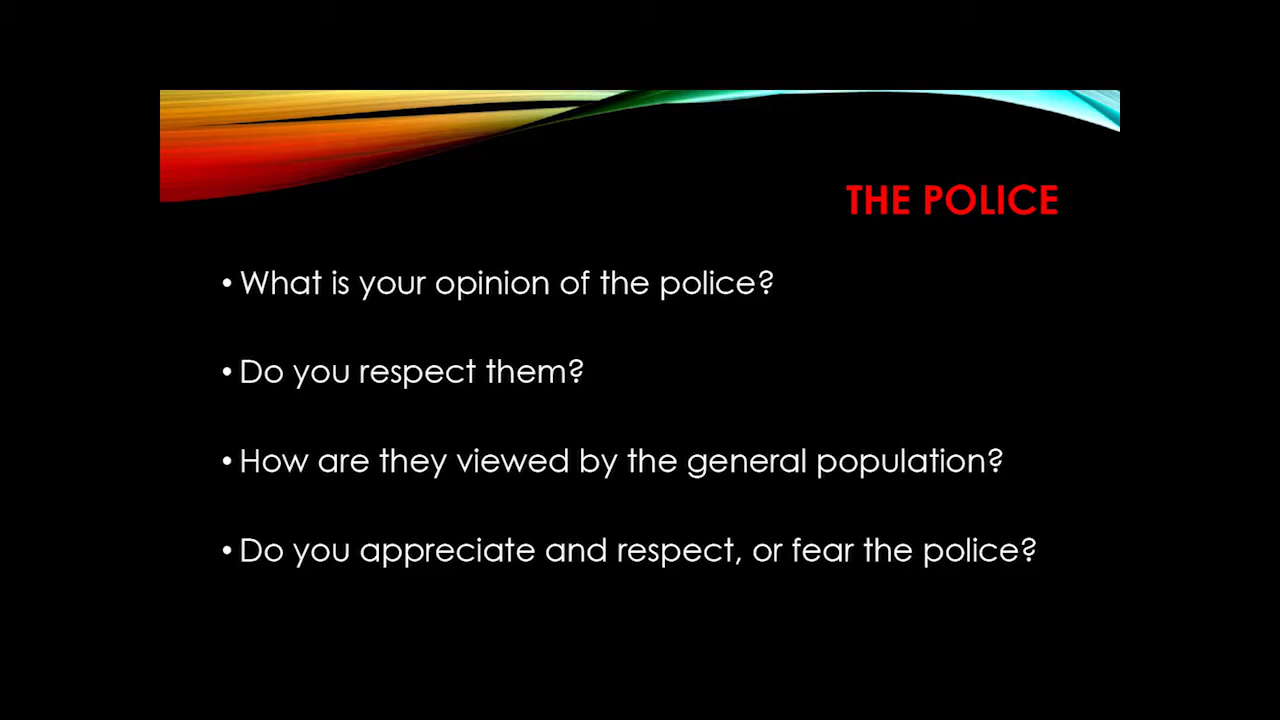 THE POLICE
• What is your opinion of the police?
• Do you respect them?
• How are they viewed by the general population?
• Do you appreciate and respect, or fear the police?